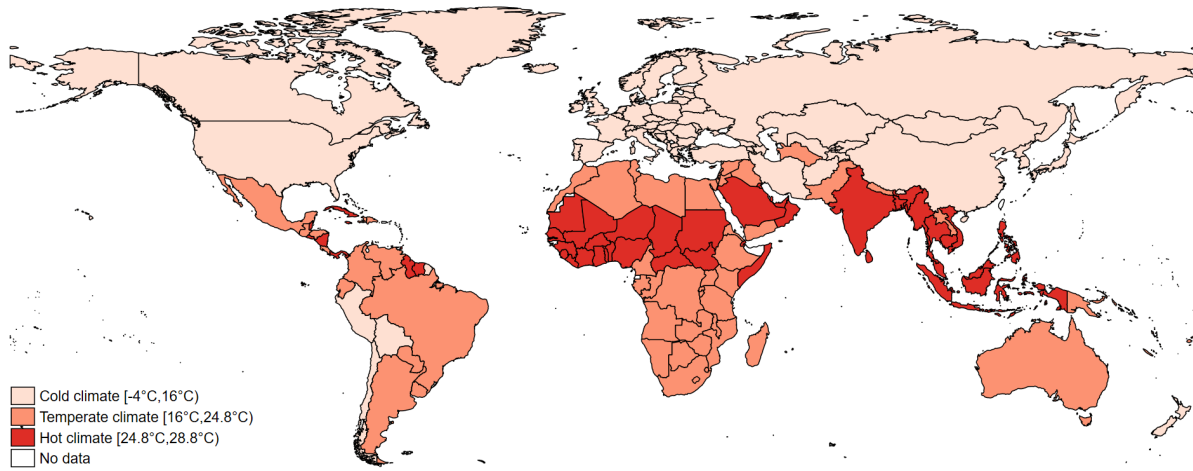 Cold climate [-4°C,16°C)
Temperate climate [16°C,24.8°C)
Hot climate [24.8°C,28.8°C)
No data